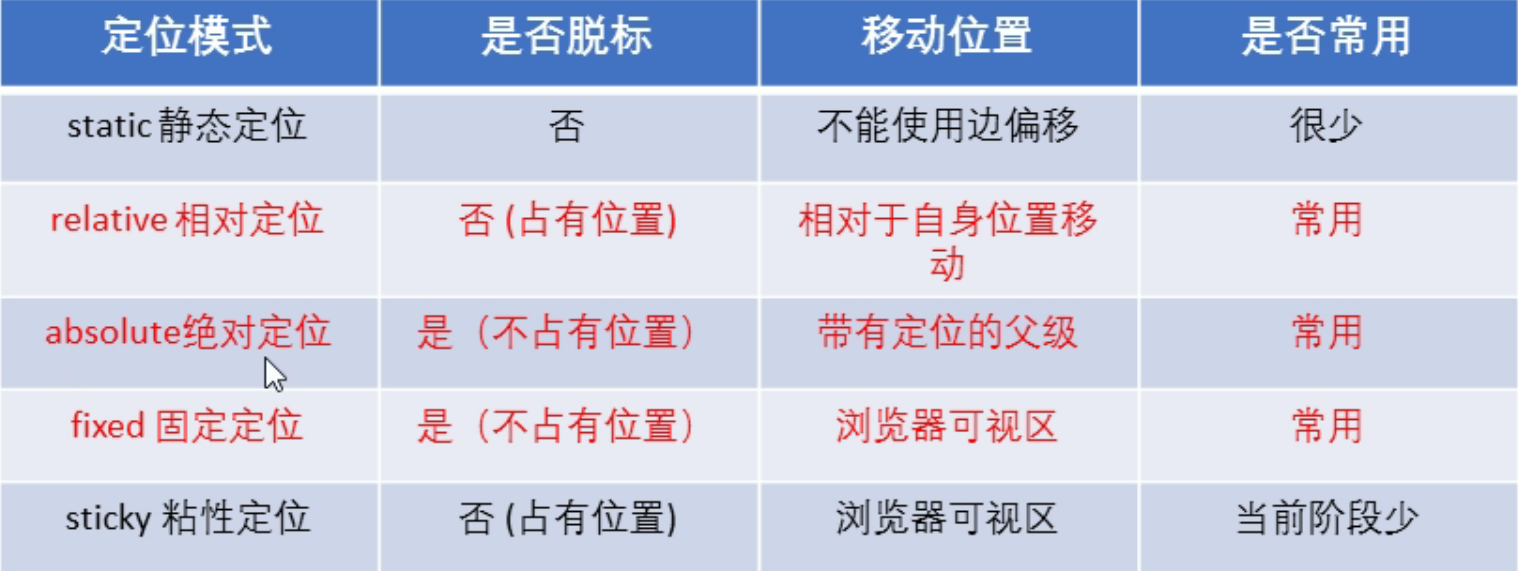 定位模式 是否脱标 移动位置 是否常用
static 静态定位 否 不能使用边偏移 很少
relative 相对定位 否 (占有位置) 相对于自身位置移 常用
动
absolute绝对定位 是（不占有位置） 带有定位的父级 常用
fixed 固定定位 是（不占有位置） 浏览器可视区 常用
sticky 粘性定位 否 (占有位置) 浏览器可视区 当前阶段少